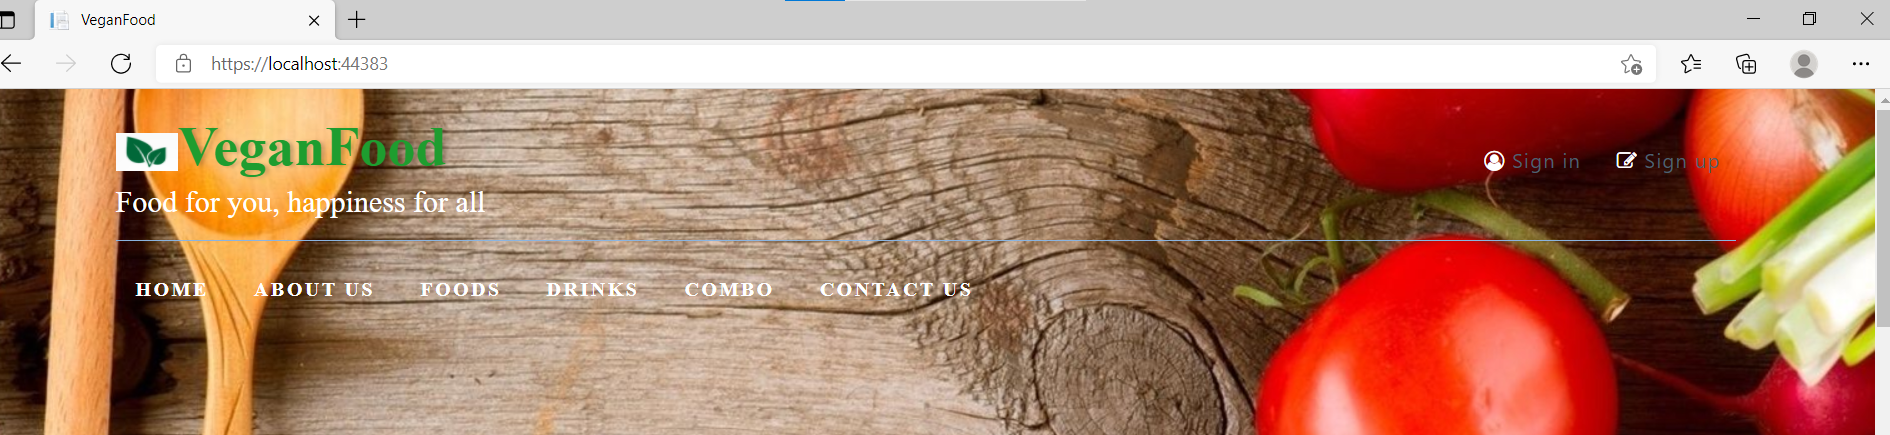 VeganFood
https://localhost:44383
VeganFood
Sign in Sign up
Food for you, happiness for all
HOME ABOUT US FOODS DRINKS COMBO CONTACT US